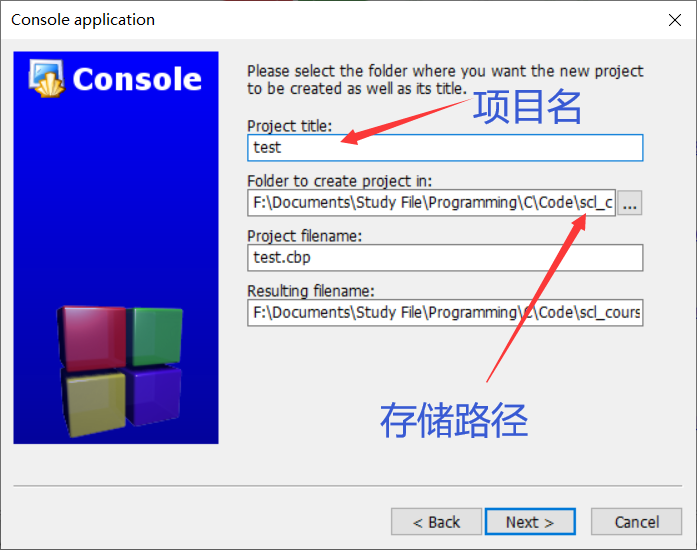 Console application
Console
Please select the folder where you want the new project
to be created as well as its title.
项目名
Project title:
test
Folder to create project in:
F:\Documents\Study File\Programming\C\Code\scl_c
...
Project filename:
test.cbp
Resulting filename:
F:\Documents\Study File\Programming\C\Code\scl_cours
存储路径
< Back
Next >
Cancel